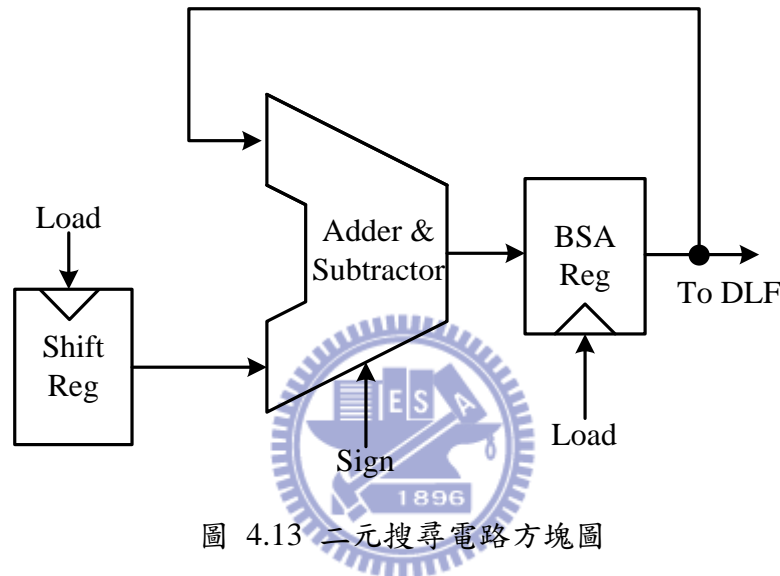 Load
Shift
Reg
Adder &
Subtractor
Sign
BSA
Reg
To DLF
Load
E S A
1896
圖 4.13 二元搜尋電路方塊圖